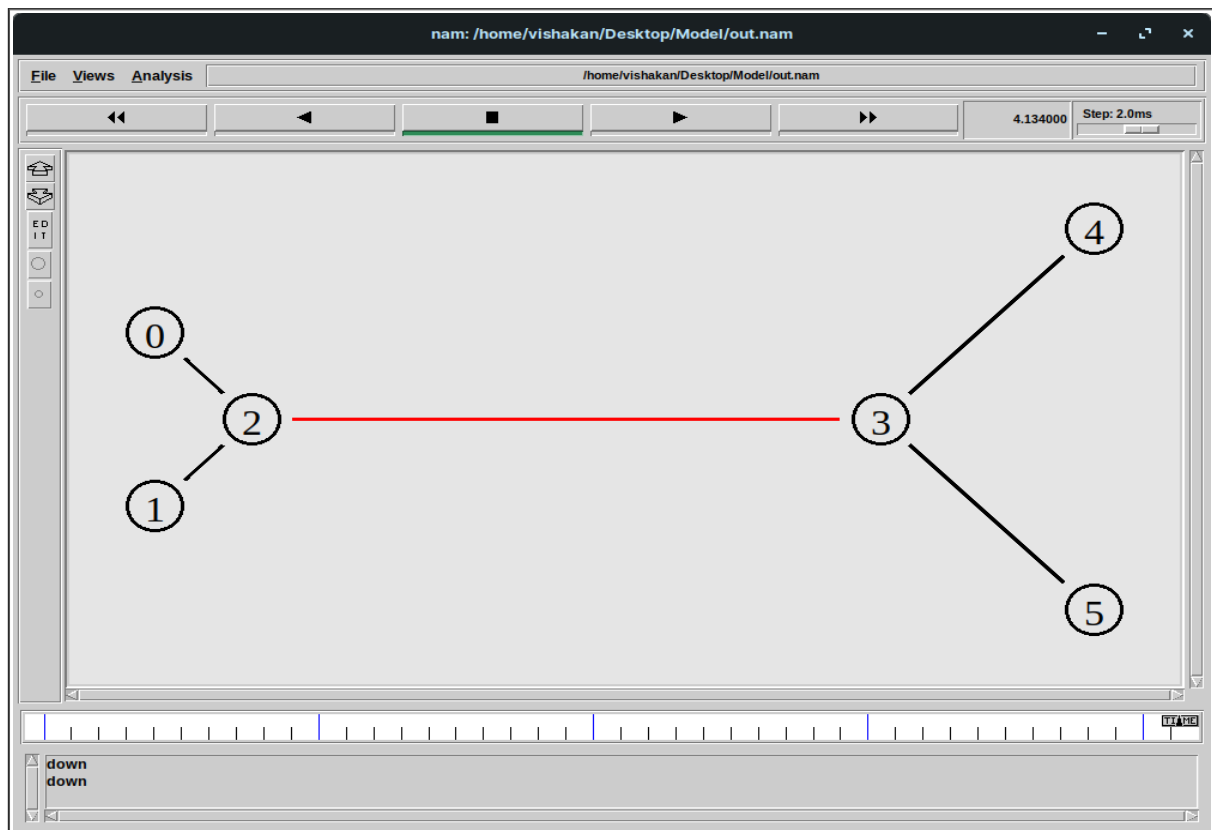 nam: /home/vishakan/Desktop/Model/out.nam
File Views Analysis /home/vishakan/Desktop/Model/out.nam
4.134000 Step: 2.0ms
E D
I T
4
0
2 3
1
5
TIME
down
down